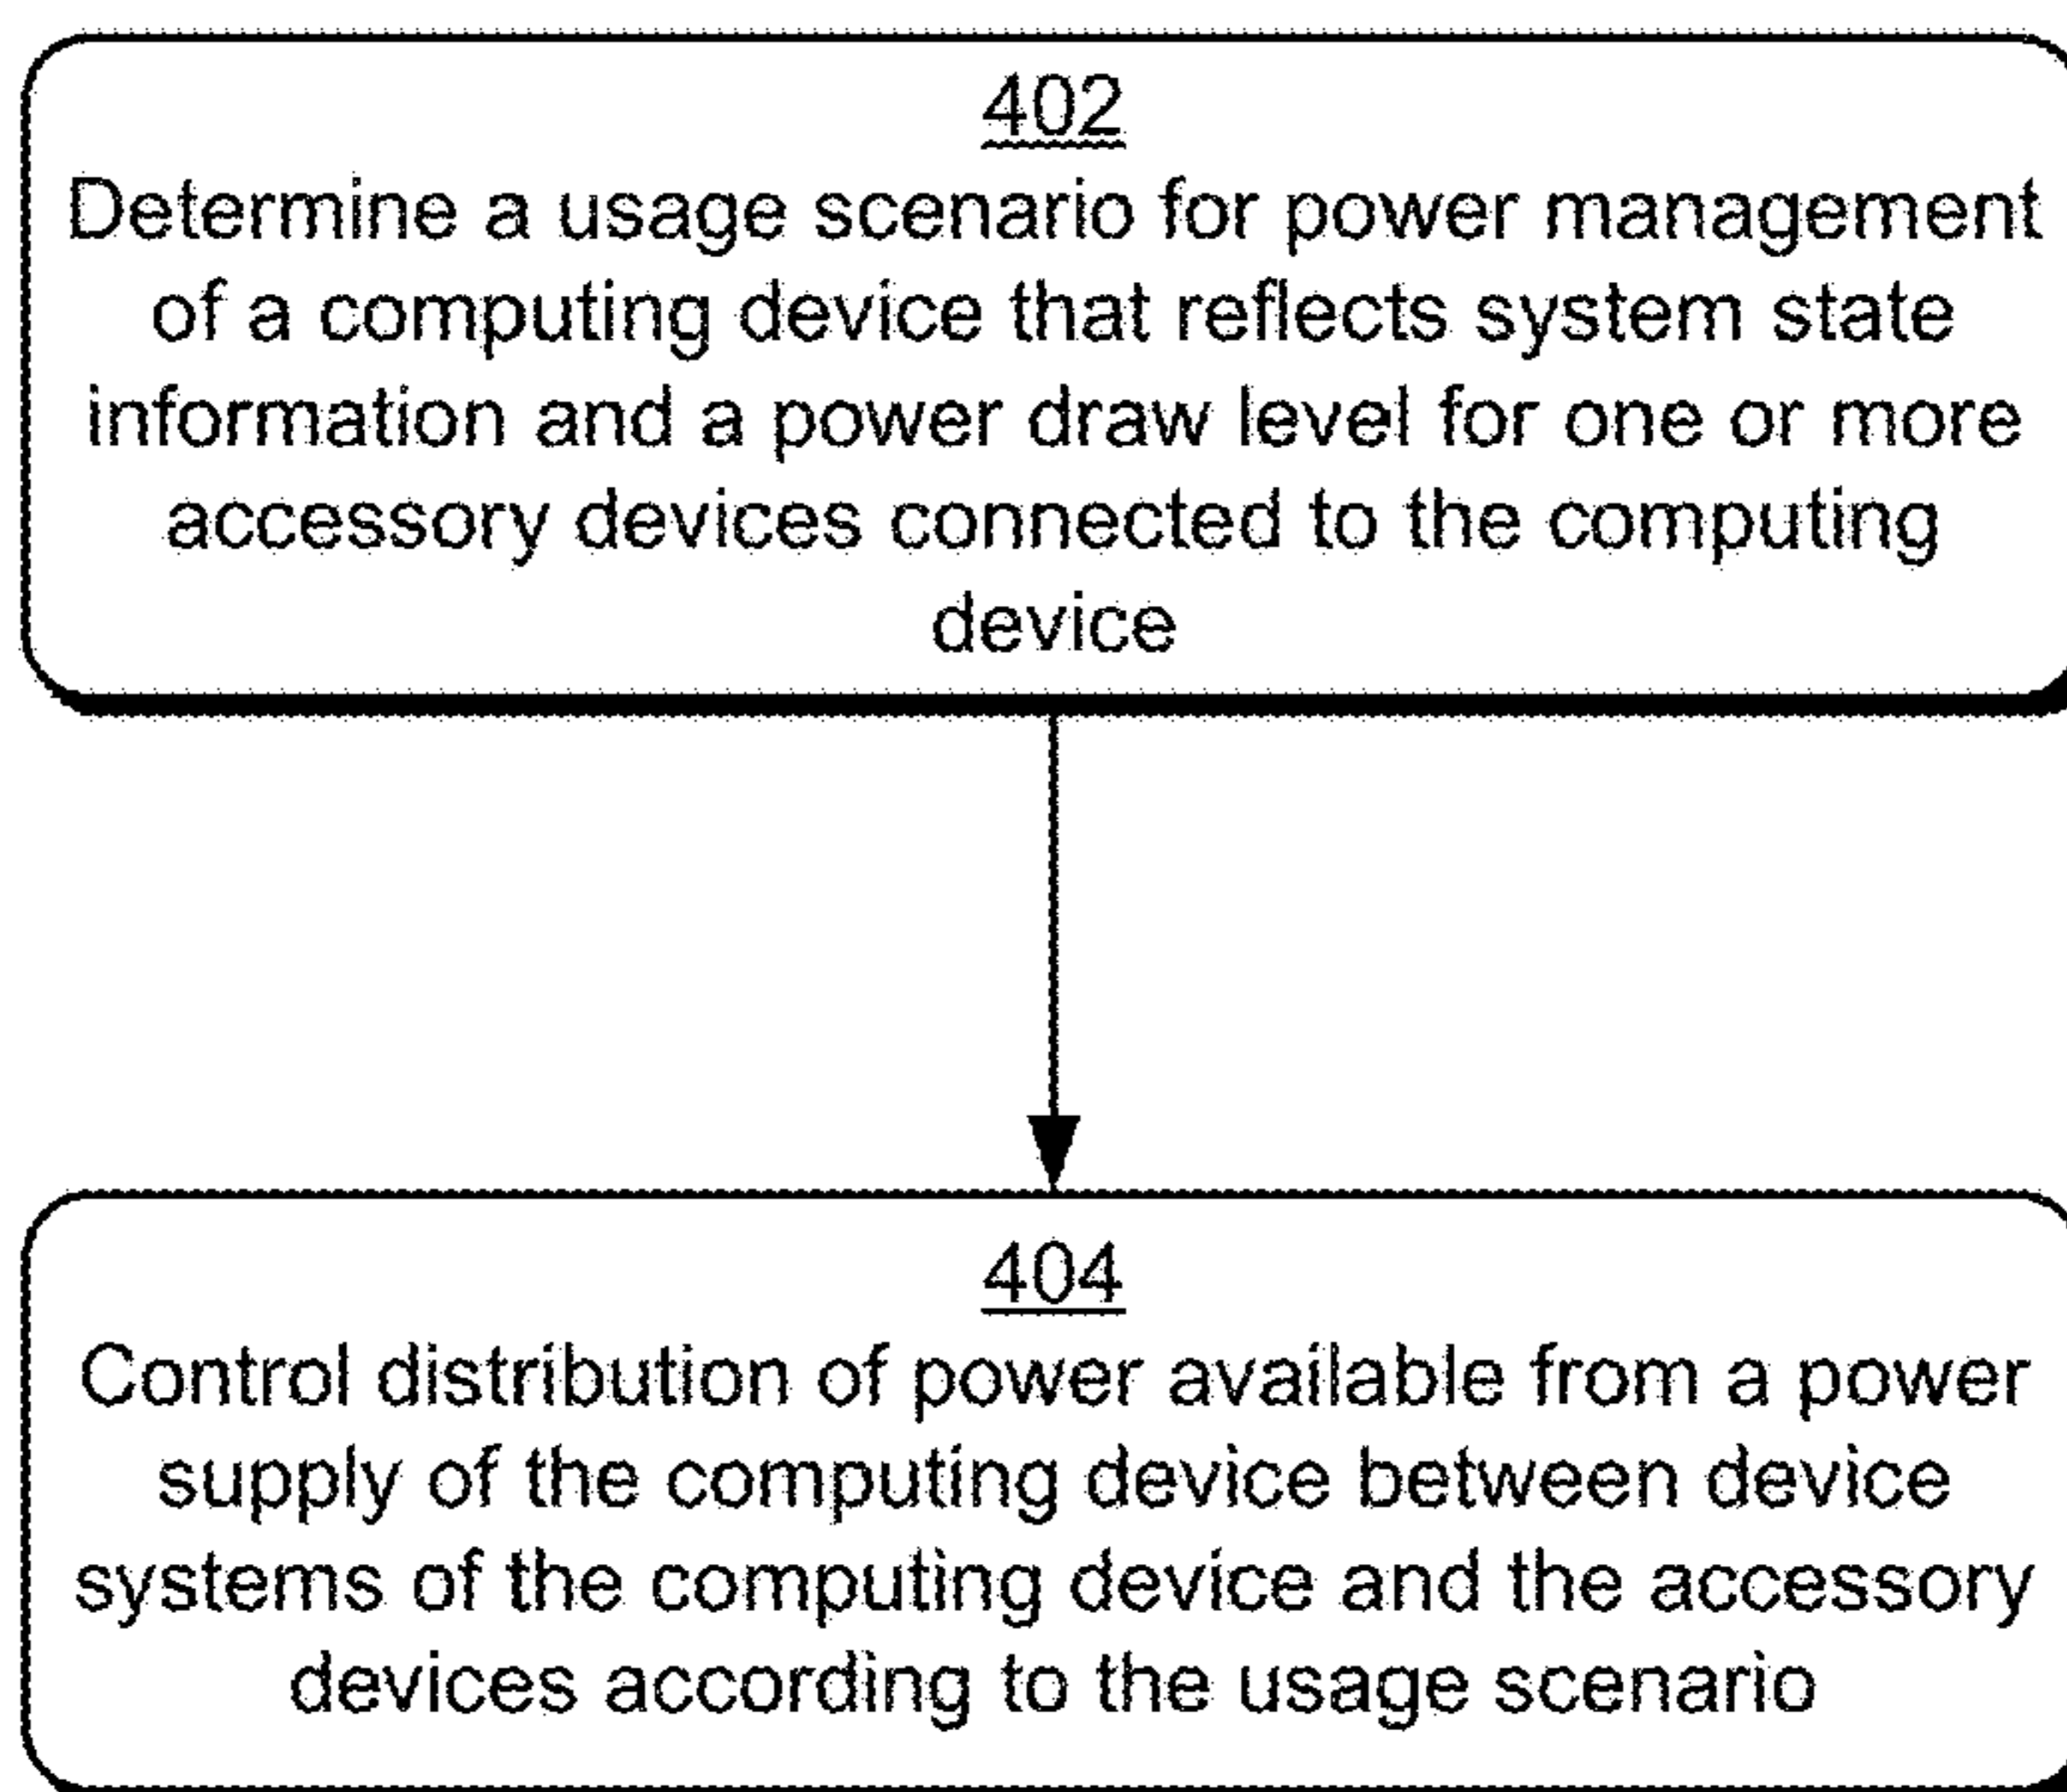 402
Determine a usage scenario for power management
of a computing device that reflects system state
information and a power draw level for one or more
accessory devices connected to the computing
device
404
Control distribution of power available from a power
supply of the computing device between device
systems of the computing device and the accessory
devices according to the usage scenario